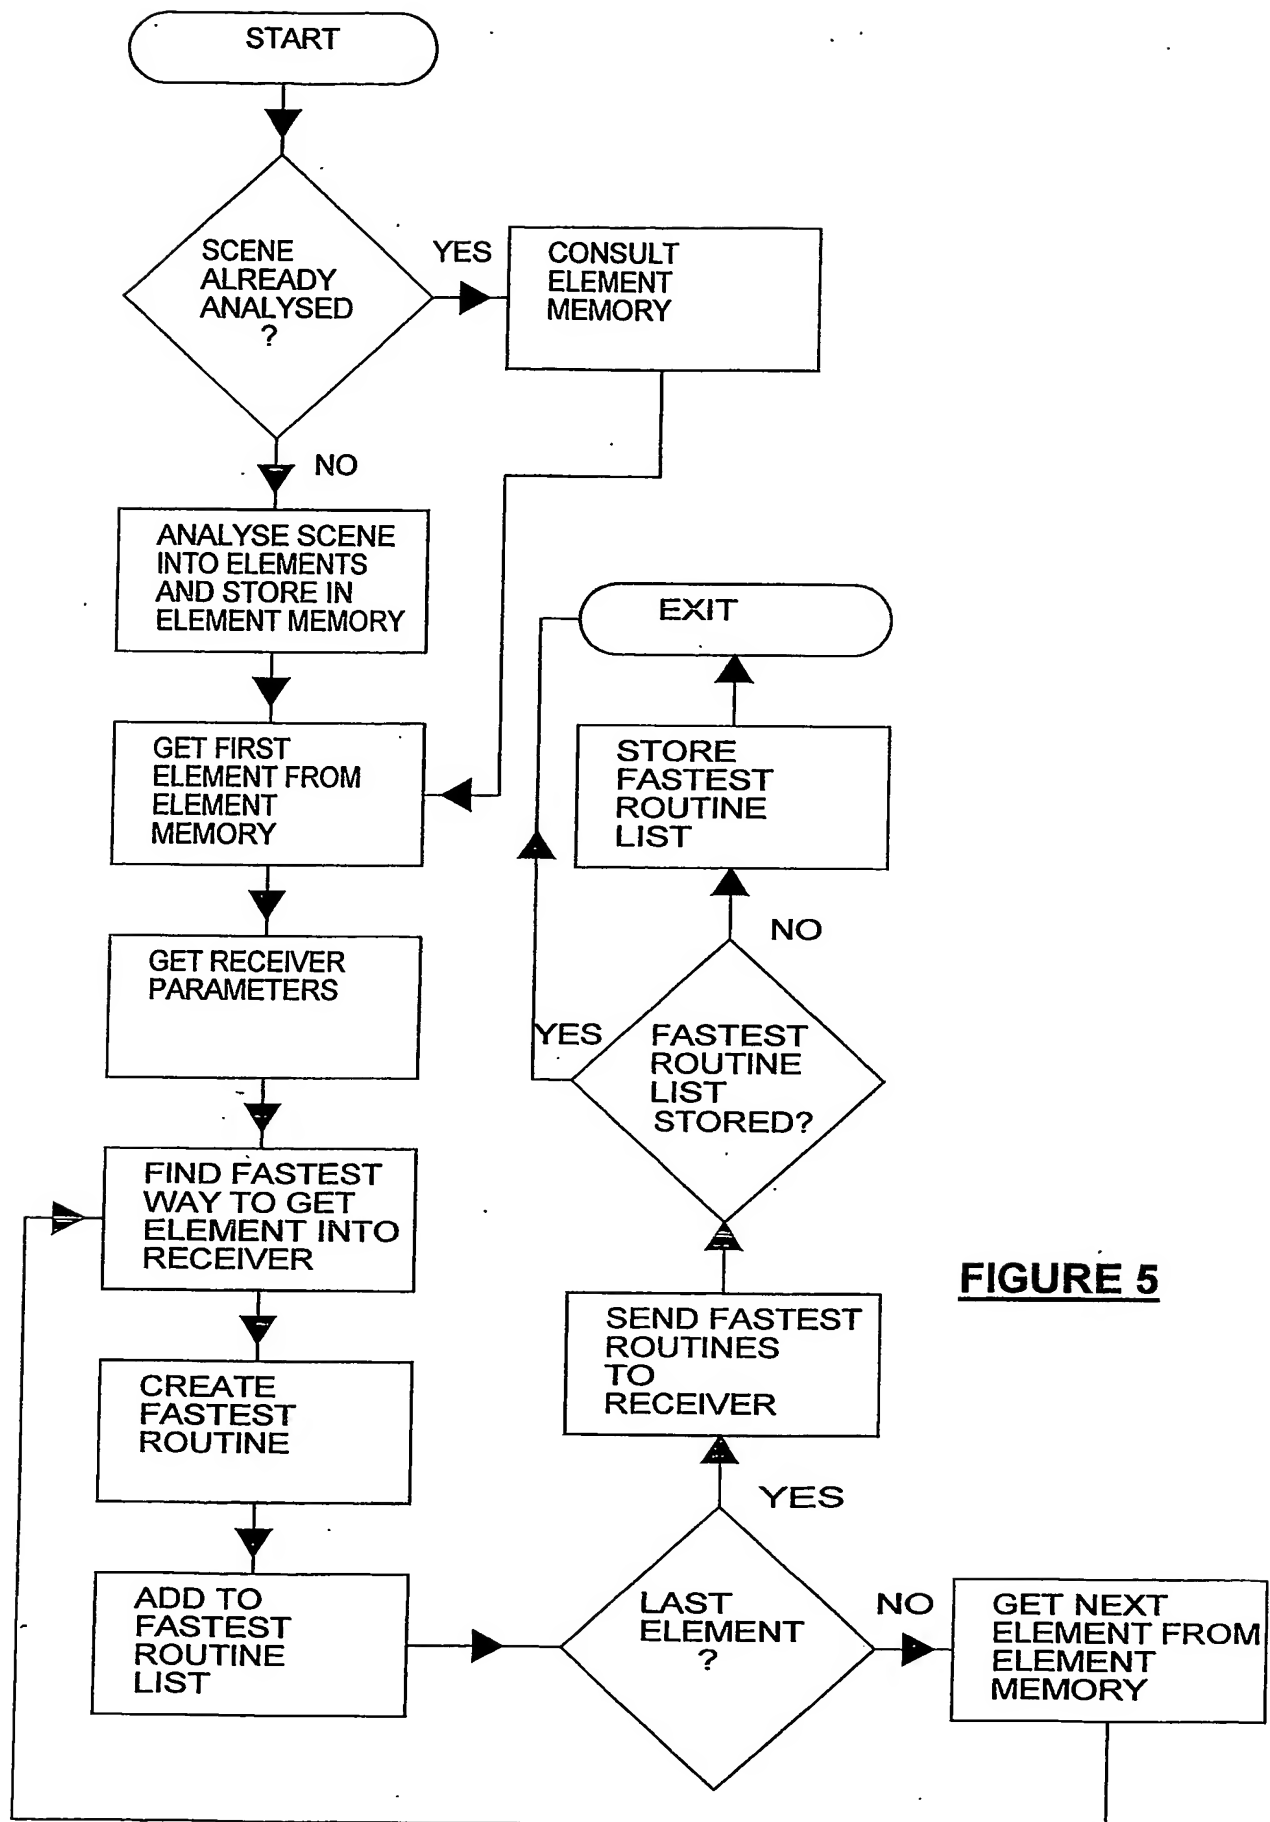 START
SCENE
ALREADY
ANALYSED
?
YES
CONSULT
ELEMENT
MEMORY
NO
ANALYSE SCENE
INTO ELEMENTS
AND STORE IN
ELEMENT MEMORY
GET FIRST
ELEMENT FROM
ELEMENT
MEMORY
GET RECEIVER
PARAMETERS
FIND FASTEST
WAY TO GET
ELEMENT INTO
RECEIVER
CREATE
FASTEST
ROUTINE
ADD TO
FASTEST
ROUTINE
LIST
LAST
ELEMENT
?
NO
GET NEXT
ELEMENT FROM
ELEMENT
MEMORY
YES
SEND FASTEST
ROUTINES
TO
RECEIVER
FASTEST
ROUTINE
LIST
STORED?
YES
NO
STORE
FASTEST
ROUTINE
LIST
EXIT
FIGURE 5